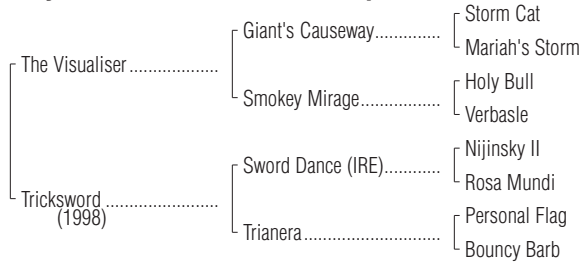 Storm Cat
Giant's Causeway..............
Mariah's Storm
The Visualiser...................
Holy Bull
Smokey Mirage.................
Verbasle
Nijinsky II
Sword Dance (IRE)............
Rosa Mundi
Tricksword ........................
(1998)
Personal Flag
Trianera.............................
Bouncy Barb